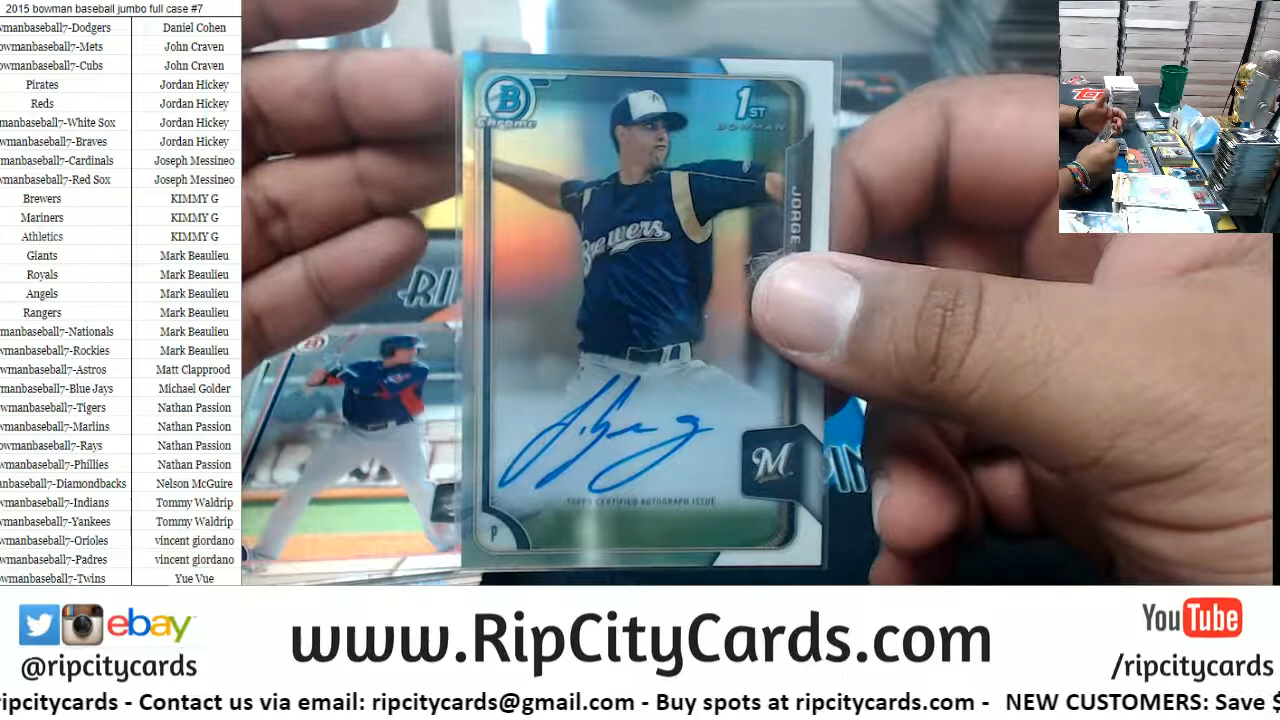 2015 bowman baseball jumbo full case #7
wmanbaseball7-Dodgers Daniel Cohen
owmanbaseball7-Mets John Craven
owmanbaseball7-Cubs John Craven
Pirates Jordan Hickey
Reds Jordan Hickey
manbaseball7-White Sox Jordan Hickey
wmanbaseball7-Braves Jordan Hickey
manbaseball7-Cardinals Joseph Messineo
manbaseball7-Red Sox Joseph Messineo
Brewers KIMMY G
Mariners KIMMY G
Athletics KIMMY G
Giants Mark Beaulieu
Royals Mark Beaulieu
Angels Mark Beaulieu
Rangers Mark Beaulieu
manbaseball7-Nationals Mark Beaulieu
wmanbaseball7-Rockies Mark Beaulieu
wmanbaseball7-Astros Matt Clapprood
manbaseball7-Blue Jays Michael Golder
wmanbaseball7-Tigers Nathan Passion
wmanbaseball7-Marlins Nathan Passion
owmanbaseball7-Rays Nathan Passion
wmanbaseball7-Phillies Nathan Passion
nbaseball7-Diamondbacks Nelson McGuire
wmanbaseball7-Indians Tommy Waldrip
wmanbaseball7-Yankees Tommy Waldrip
wmanbaseball7-Orioles vincent giordano
wmanbaseball7-Padres vincent giordano
wmanbaseball7-Twins Yue Vue
B
Chrome
1ST
BOWMAN
JORGE
Brewers
M
TOPPS CERTIFIED AUTOGRAPH ISSUE
P
RI
ebay
@ripcitycards
www.RipCityCards.com
YouTube
/ripcitycards
ripcitycards - Contact us via email: ripcitycards@gmail.com - Buy spots at ripcitycards.com - NEW CUSTOMERS: Save $